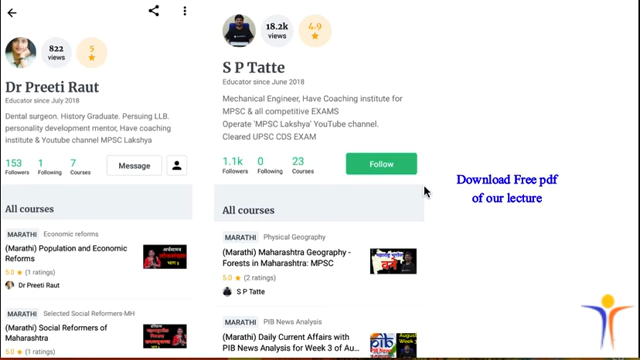 822
views
5
Dr Preeti Raut
Educator since July 2018
Dental surgeon. History Graduate. Persuing LLB.
personality development mentor, Have coaching
institute & Youtube channel MPSC Lakshya
153
Followers
1
Following
7
Courses
Message
All courses
MARATHI Economic reforms
(Marathi) Population and Economic
Reforms
5.0 (1 ratings)
Dr Preeti Raut
MARATHI Selected Social Reformers-MH
(Marathi) Social Reformers of
Maharashtra
5.0 (1 ratings)
18.2k
views
4.9
S P Tatte
Educator since June 2018
Mechanical Engineer, Have Coaching institute for
MPSC & all competitive EXAMS
Operate 'MPSC Lakshya' YouTube channel.
Cleared UPSC CDS EXAM
1.1k
Followers
0
Following
23
Courses
Follow
All courses
MARATHI Physical Geography
(Marathi) Maharashtra Geography -
Forests in Maharashtra: MPSC
5.0 (2 ratings)
S P Tatte
MARATHI PIB News Analysis
(Marathi) Daily Current Affairs with
PIB News Analysis for Week 3 of Au...
pib
Download Free pdf
of our lecture